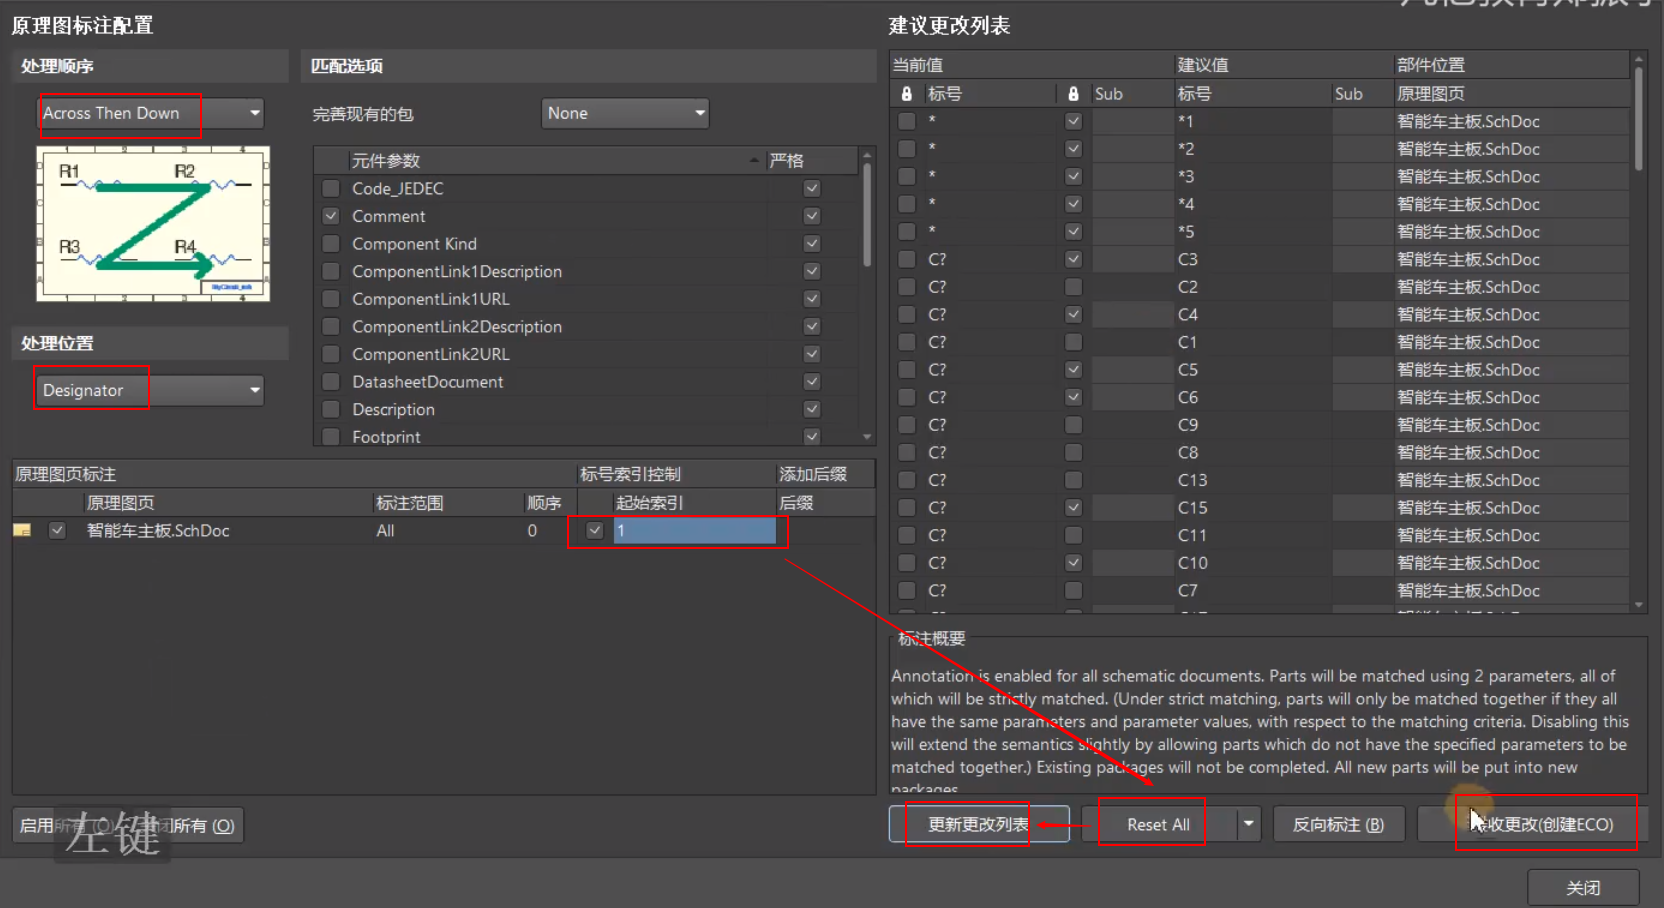 原理图标注配置
处理顺序
Across Then Down
R1 R2
R3 R4
处理位置
Designator
匹配选项
完善现有的包 None
元件参数 严格
Code_JEDEC
Comment
Component Kind
ComponentLink1Description
ComponentLink1URL
ComponentLink2Description
ComponentLink2URL
DatasheetDocument
Description
Footprint
原理图页标注 标号索引控制 添加后缀
原理图页 标注范围 顺序 起始索引 后缀
智能车主板.SchDoc All 0 1
启用所有 (O) 关闭所有 (O)
左键
建议更改列表
当前值 建议值 部件位置
标号 Sub 标号 Sub 原理图页
* *1 智能车主板.SchDoc
* *2 智能车主板.SchDoc
* *3 智能车主板.SchDoc
* *4 智能车主板.SchDoc
* *5 智能车主板.SchDoc
C? C3 智能车主板.SchDoc
C? C2 智能车主板.SchDoc
C? C4 智能车主板.SchDoc
C? C1 智能车主板.SchDoc
C? C5 智能车主板.SchDoc
C? C6 智能车主板.SchDoc
C? C9 智能车主板.SchDoc
C? C8 智能车主板.SchDoc
C? C13 智能车主板.SchDoc
C? C15 智能车主板.SchDoc
C? C11 智能车主板.SchDoc
C? C10 智能车主板.SchDoc
C? C7 智能车主板.SchDoc
标注概要
Annotation is enabled for all schematic documents. Parts will be matched using 2 parameters, all of
which will be strictly matched. (Under strict matching, parts will only be matched together if they all
have the same parameters and parameter values, with respect to the matching criteria. Disabling this
will extend the semantics slightly by allowing parts which do not have the specified parameters to be
matched together.) Existing packages will not be completed. All new parts will be put into new
packages
更新更改列表 Reset All 反向标注 (B) 收更改(创建ECO)
关闭